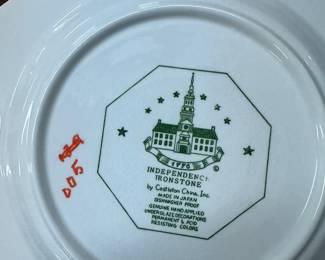 1776
INDEPENDENCE
IRONSTONE
by Castleton China, Inc.
MADE IN JAPAN
DISHWASHER PROOF
GENUINE HAND APPLIED
UNDERGLAZE DECORATIONS
PERMANENT & ACID
RESISTING COLORS
005